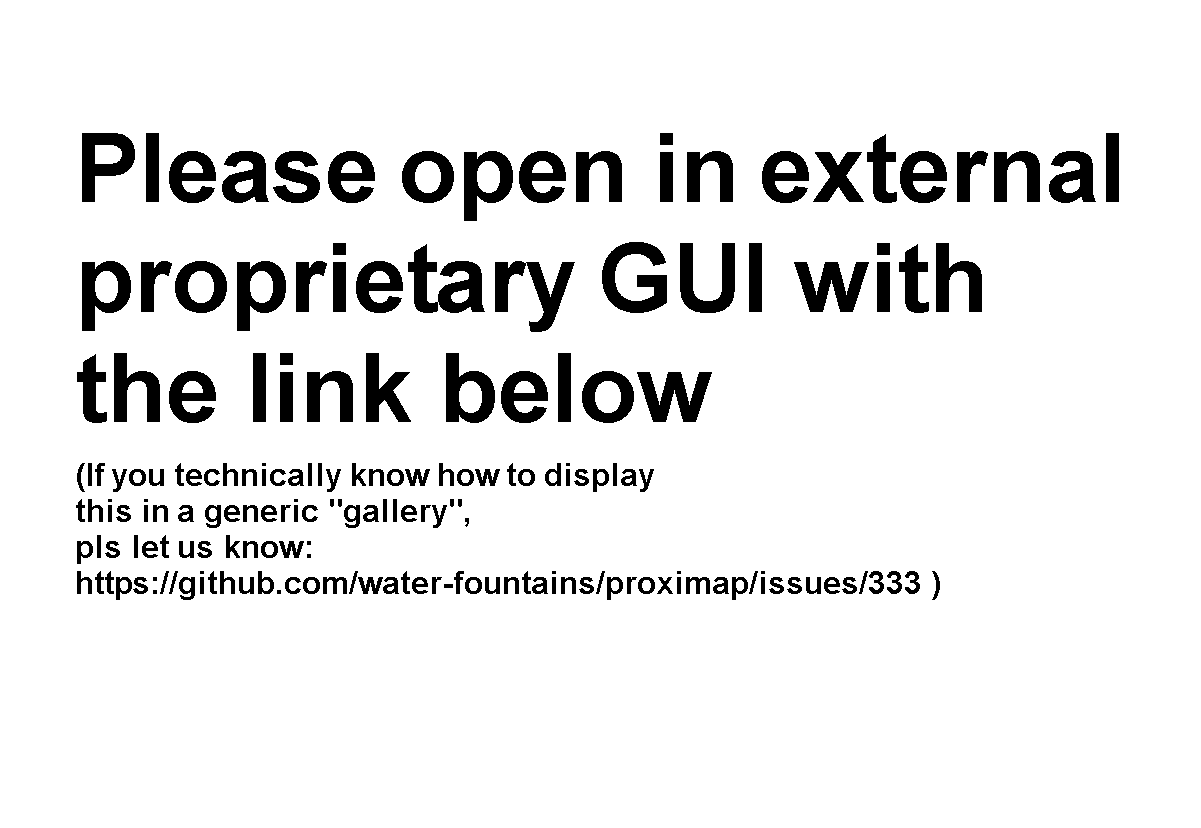 Please open in external
proprietary GUI with
the link below
(If you technically know how to display
this in a generic "gallery",
pls let us know:
https://github.com/water-fountains/proximap/issues/333 )